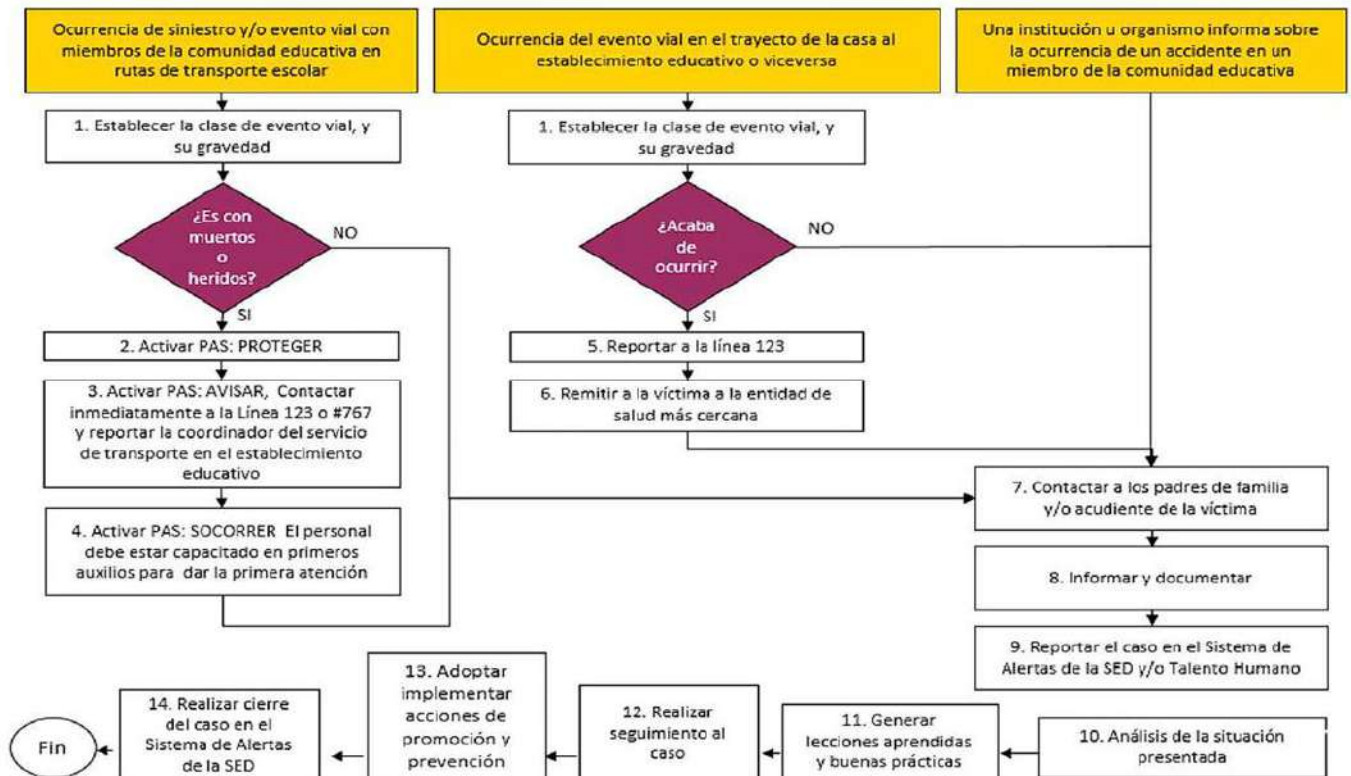 Ocurrencia de siniestro y/o evento vial con
miembros de la comunidad educativa en
rutas de transporte escolar
Ocurrencia del evento vial en el trayecto de la casa al
establecimiento educativo o viceversa
Una institución u organismo informa sobre
la ocurrencia de un accidente en un
miembro de la comunidad educativa
1. Establecer la clase de evento vial, y
su gravedad
1. Establecer la clase de evento vial, y
su gravedad
¿Es con
muertos
o
heridos?
NO
SI
¿Acaba
de
ocurrir?
NO
SI
2. Activar PAS: PROTEGER
3. Activar PAS: AVISAR, Contactar
inmediatamente a la Línea 123 o #767
y reportar la coordinador del servicio
de transporte en el establecimiento
educativo
4. Activar PAS: SOCORRER El personal
debe estar capacitado en primeros
auxilios para dar la primera atención
5. Reportar a la línea 123
6. Remitir a la víctima a la entidad de
salud más cercana
7. Contactar a los padres de familia
y/o acudiente de la víctima
8. Informar y documentar
9. Reportar el caso en el Sistema de
Alertas de la SED y/o Talento Humano
10. Análisis de la situación
presentada
11. Generar
lecciones aprendidas
y buenas prácticas
12. Realizar
seguimiento al
caso
13. Adoptar
implementar
acciones de
promoción y
prevención
14. Realizar cierre
del caso en el
Sistema de Alertas
de la SED
Fin